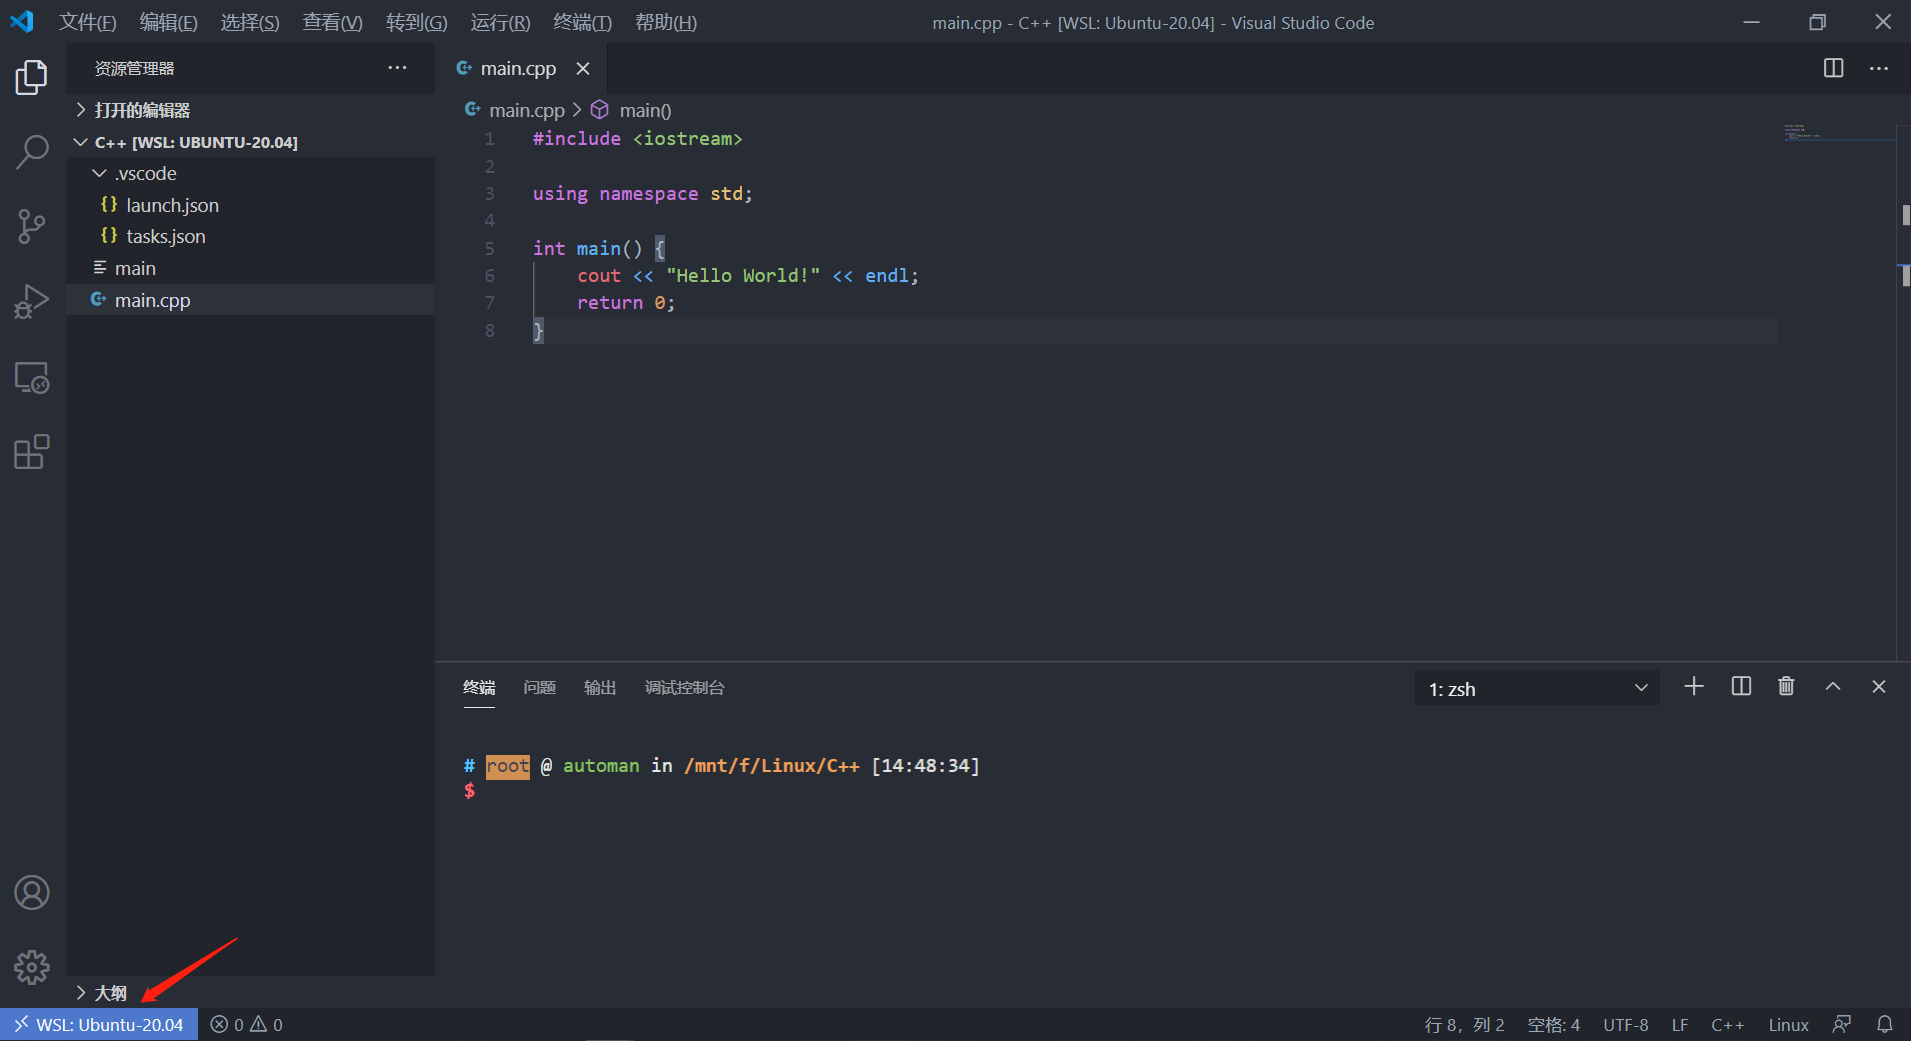 文件(F) 编辑(E) 选择(S) 查看(V) 转到(G) 运行(R) 终端(T) 帮助(H) main.cpp - C++ [WSL: Ubuntu-20.04] - Visual Studio Code
资源管理器
打开的编辑器
C++ [WSL: UBUNTU-20.04]
.vscode
{} launch.json
{} tasks.json
main
main.cpp
main.cpp
main.cpp > main()
1 #include <iostream>
2
3 using namespace std;
4
5 int main() {
6 cout << "Hello World!" << endl;
7 return 0;
8 }
终端 问题 输出 调试控制台 1: zsh
# root @ automan in /mnt/f/Linux/C++ [14:48:34]
$
大纲
WSL: Ubuntu-20.04 0 0 行 8，列 2 空格: 4 UTF-8 LF C++ Linux